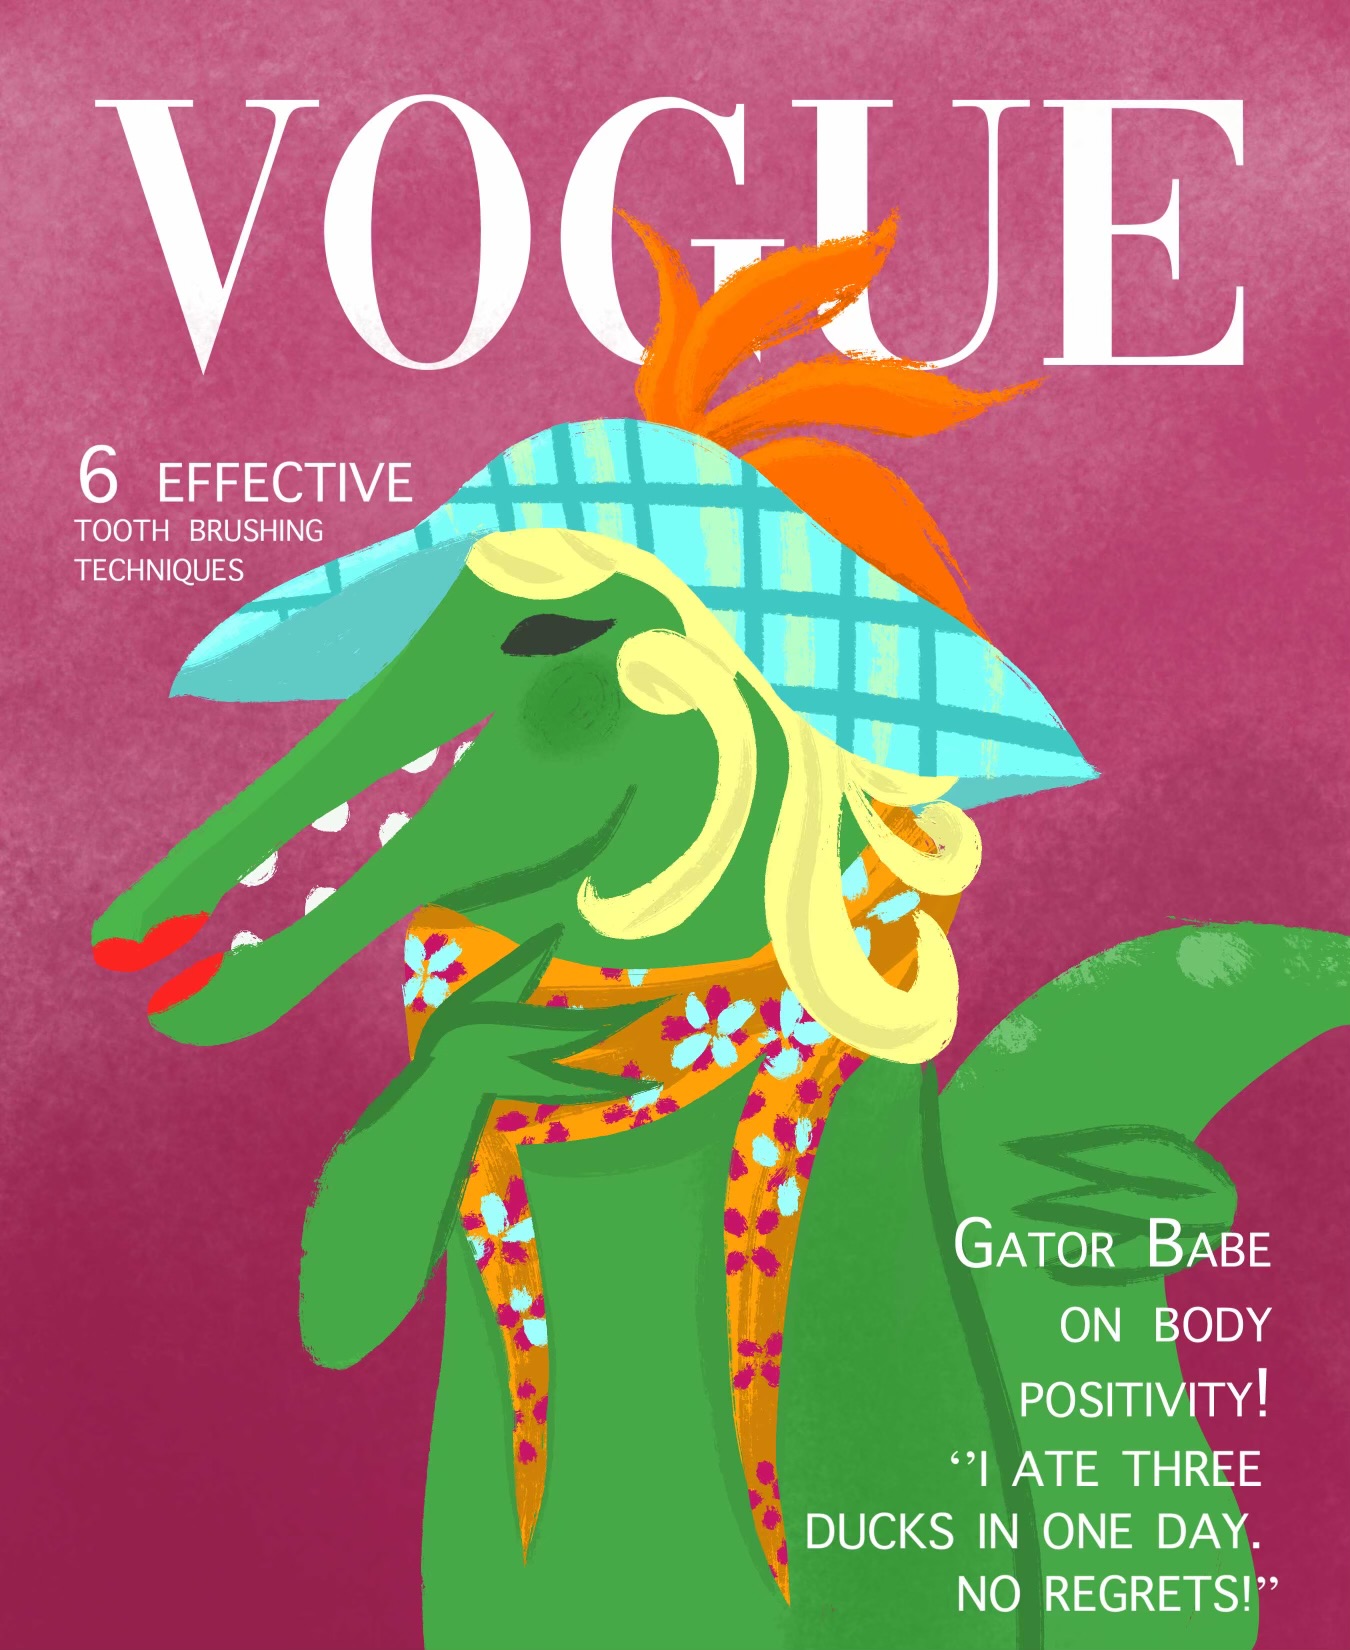 VOGUE
6 EFFECTIVE
TOOTH BRUSHING
TECHNIQUES
GATOR BABE
ON BODY
POSITIVITY!
‘’I ATE THREE
DUCKS IN ONE DAY.
NO REGRETS!”